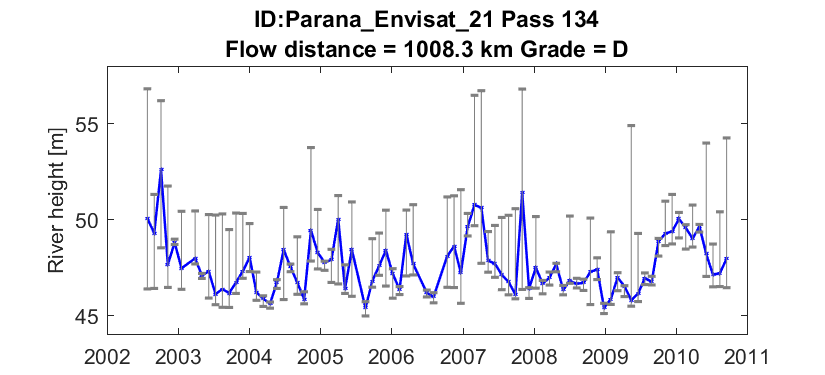 ID:Parana_Envisat_21 Pass 134
Flow distance = 1008.3 km Grade = D
River height [m]
55
50
45
2002 2003 2004 2005 2006 2007 2008 2009 2010 2011